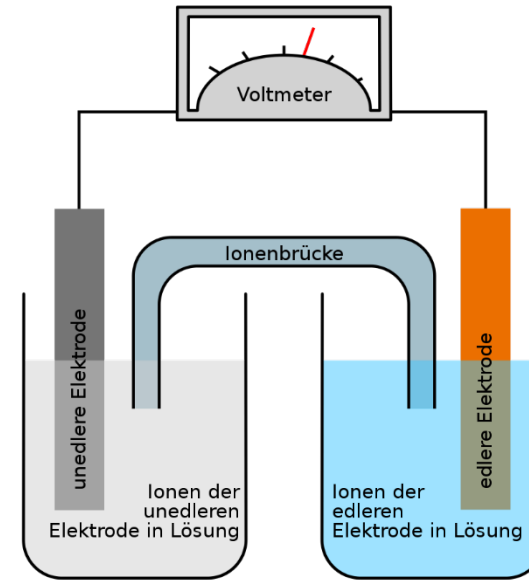 Voltmeter
Ionenbrücke
unedlere Elektrode
edlere Elektrode
Ionen der
unedleren
Elektrode in Lösung
Ionen der
edleren
Elektrode in Lösung